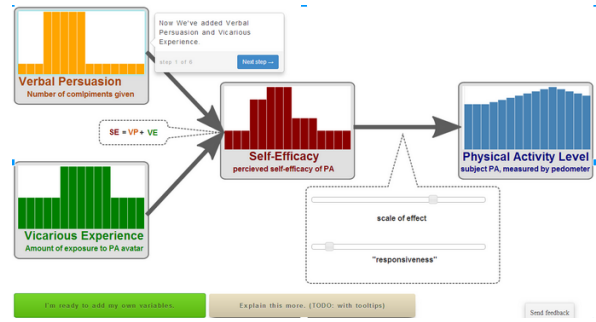 Now We've added Verbal
Persuasion and Vicarious
Experience.
step 1 of 6
Next step →
Verbal Persuasion
Number of comlpiments given
SE = VP + VE
Self-Efficacy
percieved self-efficacy of PA
Physical Activity Level
subject PA, measured by pedometer
Vicarious Experience
Amount of exposure to PA avatar
scale of effect
"responsiveness"
I'm ready to add my own variables.
Explain this more. (TODO: with tooltips)
Send feedback